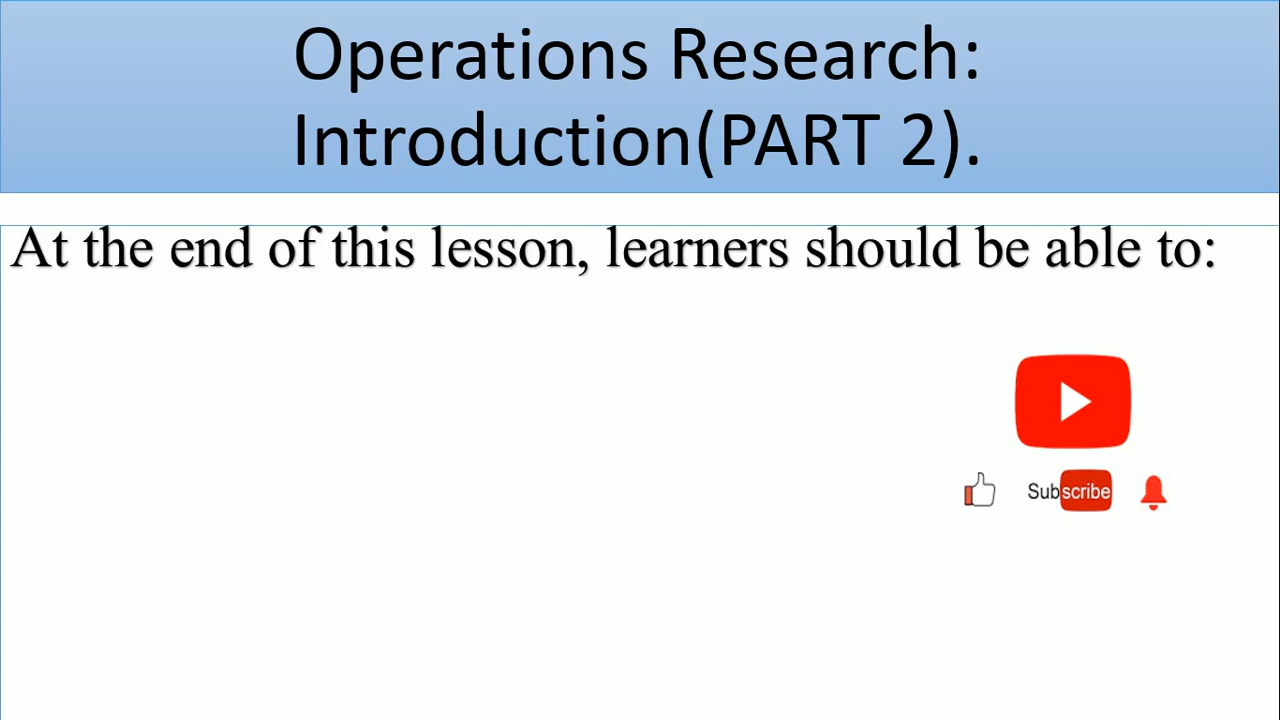 Operations Research:
Introduction(PART 2).
At the end of this lesson, learners should be able to:
Subscribe